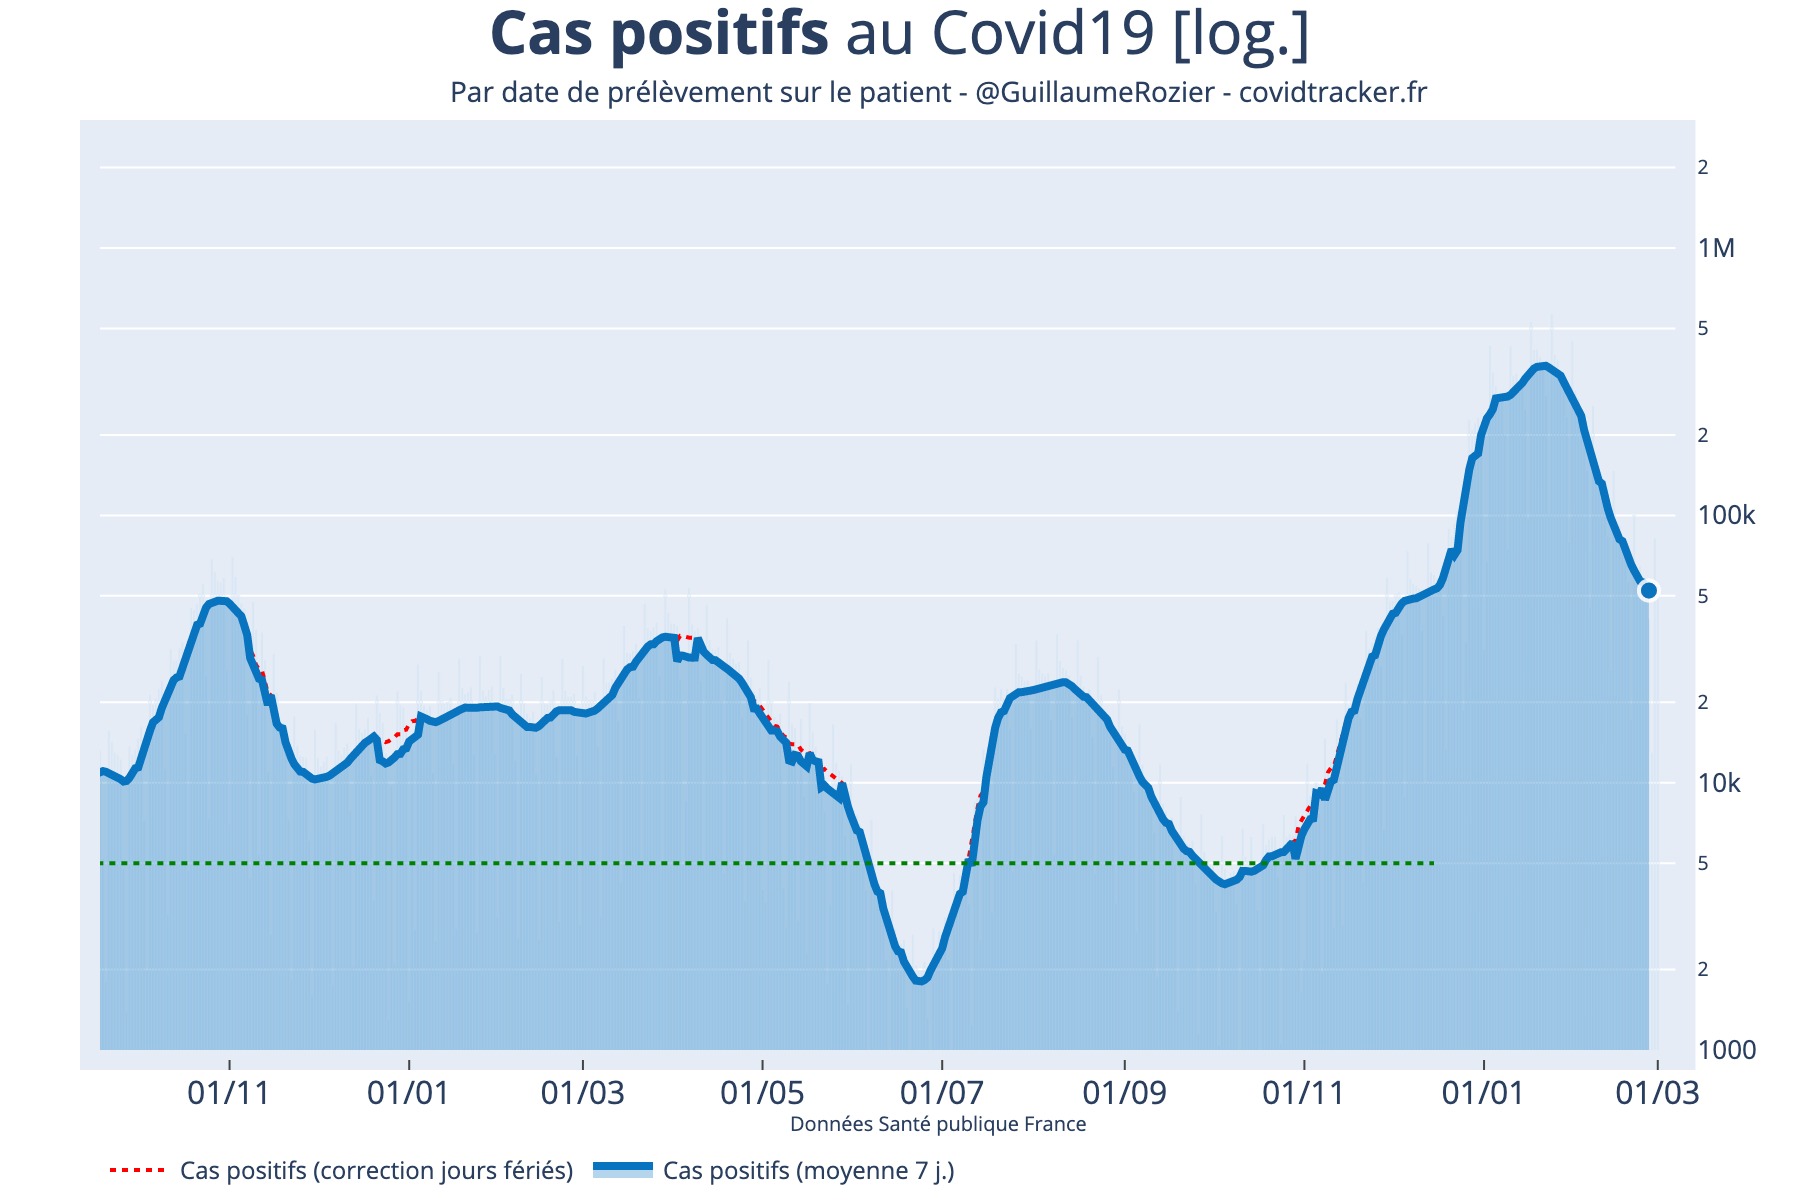 Cas positifs au Covid19 [log.]
Par date de prélèvement sur le patient - @GuillaumeRozier - covidtracker.fr
2
1M
5
2
100k
5
2
10k
5
2
1000
01/11
01/01
01/03
01/05
01/07
01/09
01/11
01/01
01/03
Données Santé publique France
Cas positifs (correction jours fériés)
Cas positifs (moyenne 7 j.)